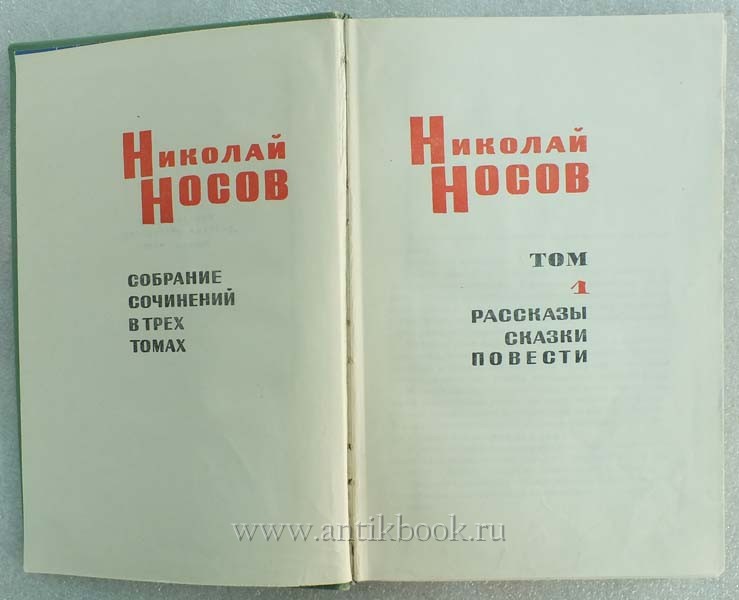 Николай
Носов
СОБРАНИЕ
СОЧИНЕНИЙ
В ТРЕХ
ТОМАХ
Николай
Носов
ТОМ
1
РАССКАЗЫ
СКАЗКИ
ПОВЕСТИ
www.antikbook.ru